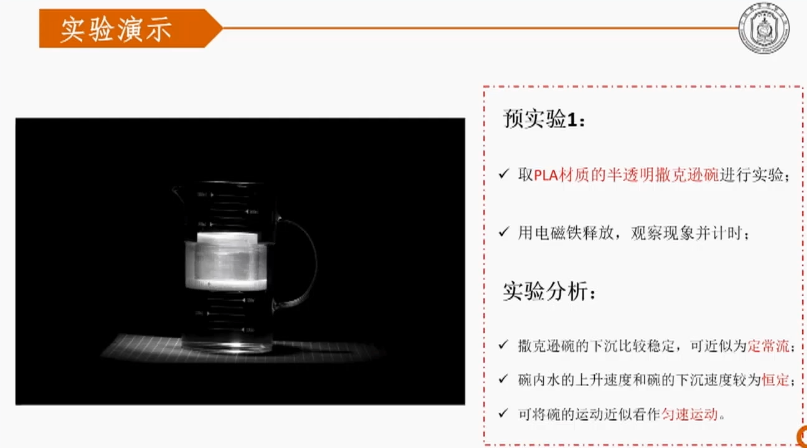 实验演示
预实验1：
✓ 取PLA材质的半透明撒克逊碗进行实验；
✓ 用电磁铁释放，观察现象并计时；
实验分析：
✓ 撒克逊碗的下沉比较稳定，可近似为定常流；
✓ 碗内水的上升速度和碗的下沉速度较为恒定；
✓ 可将碗的运动近似看作匀速运动。